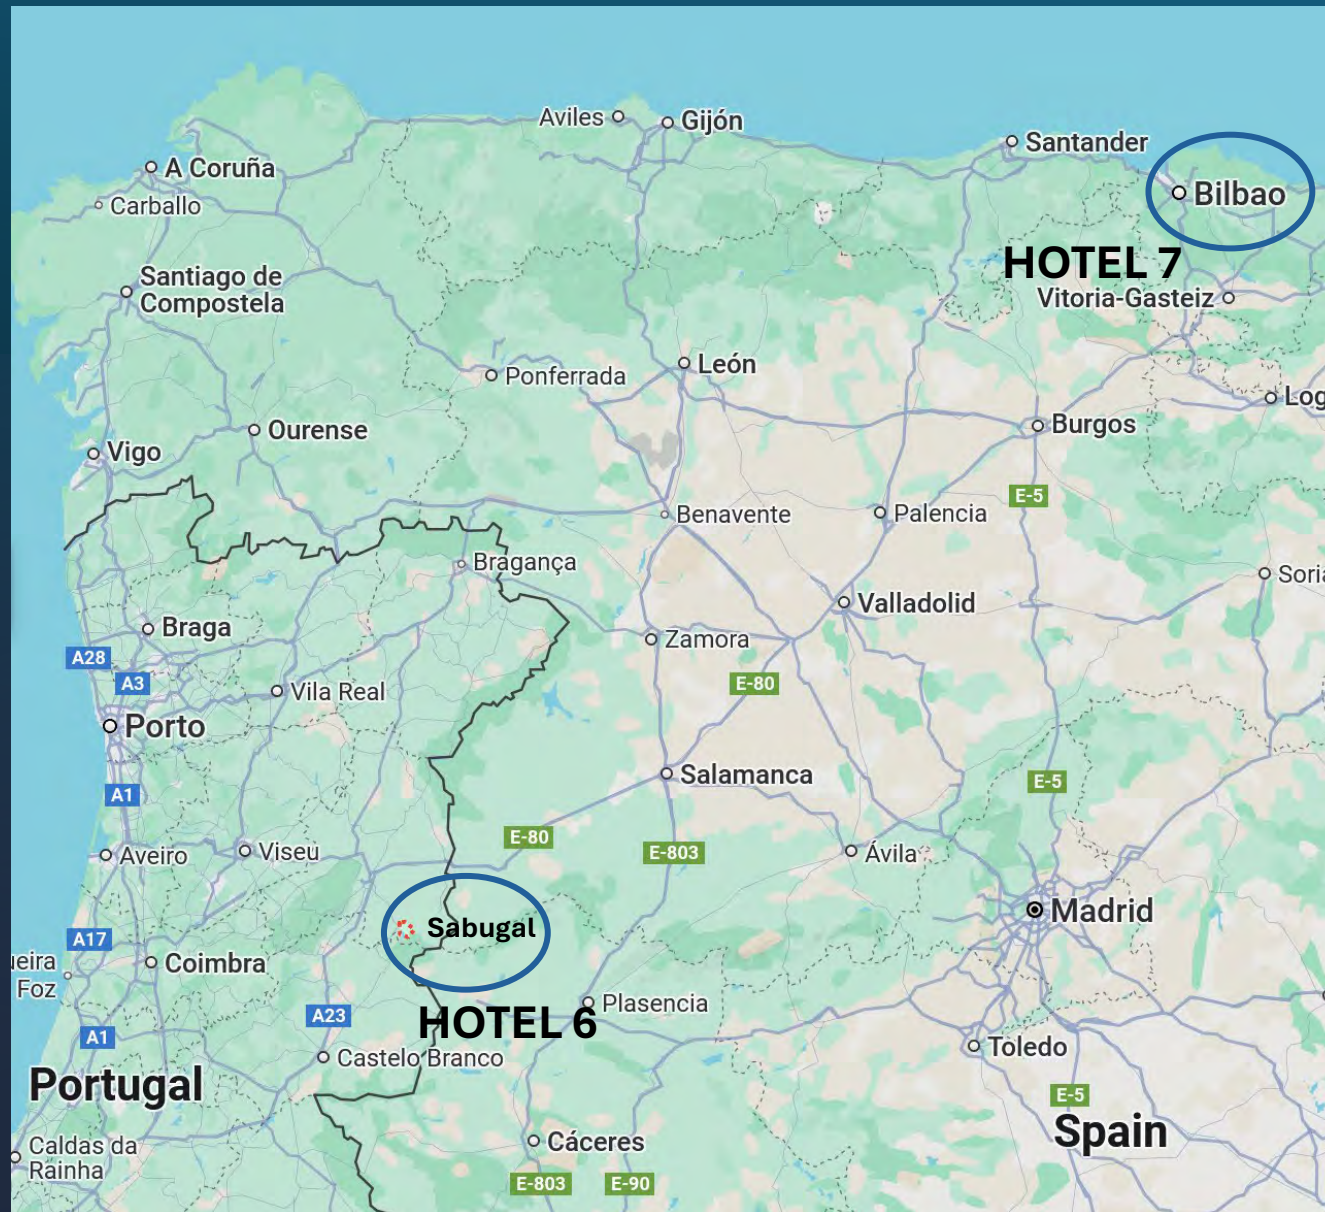 Aviles
Gijón
Santander
A Coruña
Bilbao
Carballo
HOTEL 7
Santiago de
Compostela
Vitoria-Gasteiz
León
Ponferrada
Log
Burgos
Ourense
Vigo
E-5
Benavente
Palencia
Bragança
Soria
Valladolid
Braga
Zamora
A28
A3
E-80
Vila Real
Porto
Salamanca
E-5
A1
E-80
E-803
Aveiro
Viseu
Ávila
Madrid
Sabugal
A17
ueira
Foz
Coimbra
Plasencia
A23
HOTEL 6
A1
Castelo Branco
Toledo
Portugal
E-5
Spain
Caldas da
Rainha
Cáceres
E-803
E-90